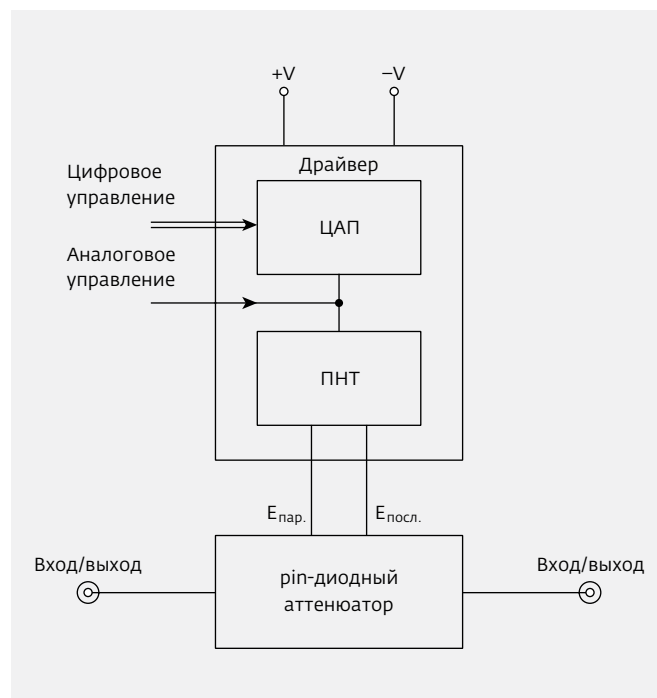 +V
–V
Драйвер
Цифровое
управление
ЦАП
Аналоговое
управление
ПНТ
Eпар.
Eпосл.
Вход/выход
pin-диодный
аттенюатор
Вход/выход